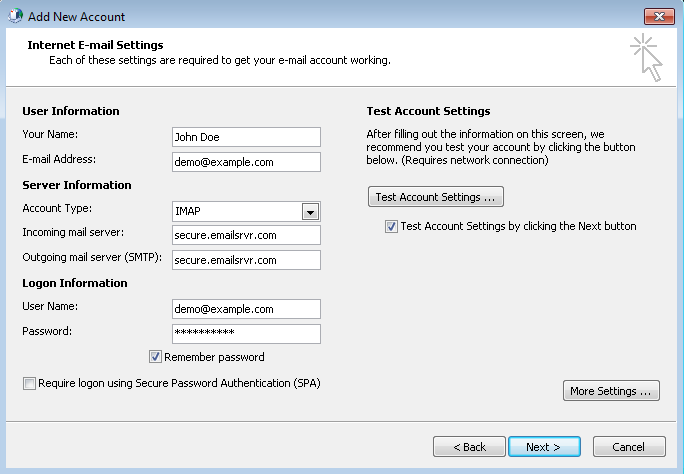 Add New Account
Internet E-mail Settings
Each of these settings are required to get your e-mail account working.
User Information
Your Name:
John Doe
E-mail Address:
demo@example.com
Server Information
Account Type:
IMAP
Incoming mail server:
secure.emailsrvr.com
Outgoing mail server (SMTP):
secure.emailsrvr.com
Logon Information
User Name:
demo@example.com
Password:
**********
Remember password
Require logon using Secure Password Authentication (SPA)
Test Account Settings
After filling out the information on this screen, we
recommend you test your account by clicking the button
below. (Requires network connection)
Test Account Settings ...
Test Account Settings by clicking the Next button
More Settings ...
< Back
Next >
Cancel